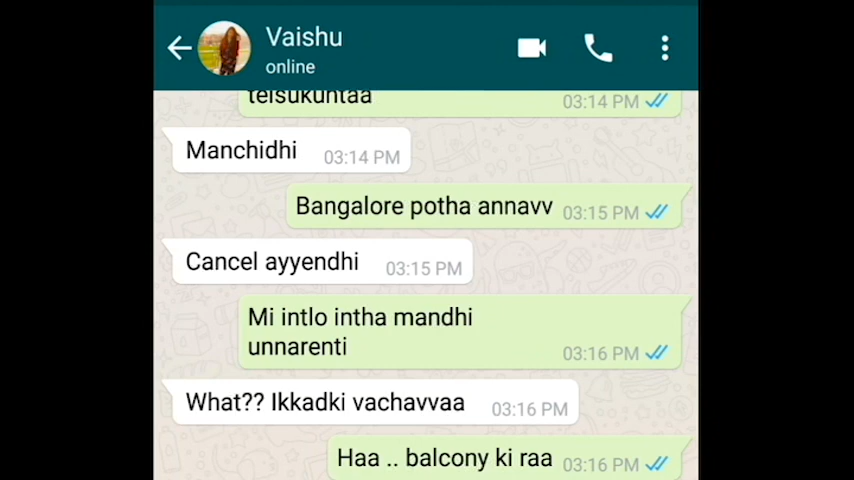 Vaishu
online
teisukuntaa
03:14 PM
Manchidhi 03:14 PM
Bangalore potha annavv 03:15 PM
Cancel ayyendhi 03:15 PM
Mi intlo intha mandhi
unnarenti 03:16 PM
What?? Ikkadki vachavvaa 03:16 PM
Haa .. balcony ki raa 03:16 PM